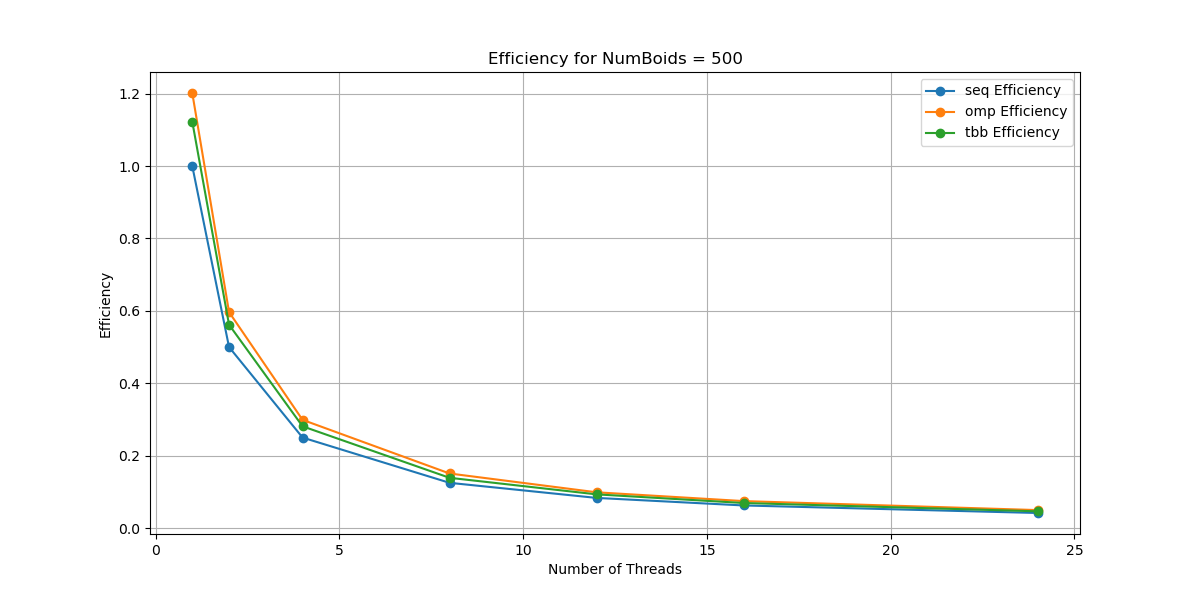 Efficiency for NumBoids = 500
seq Efficiency
omp Efficiency
tbb Efficiency
Efficiency
1.2
1.0
0.8
0.6
0.4
0.2
0.0
0 5 10 15 20 25
Number of Threads